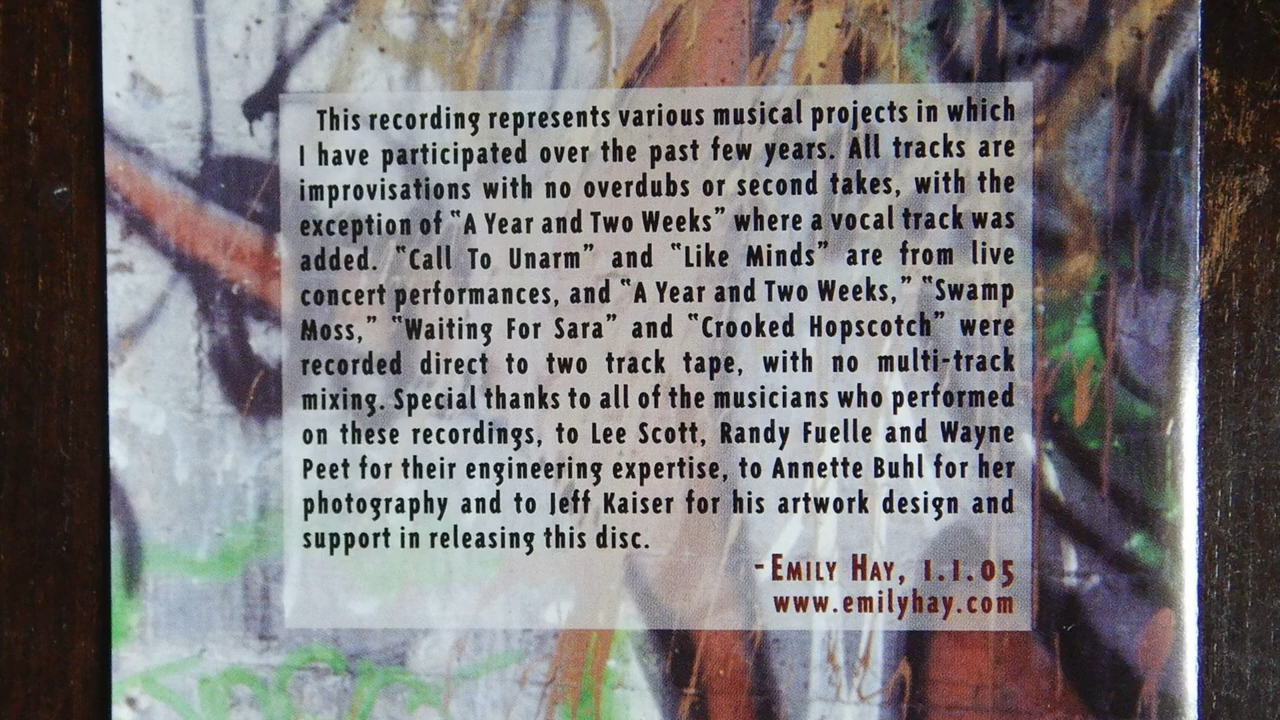 This recording represents various musical projects in which
I have participated over the past few years. All tracks are
improvisations with no overdubs or second takes, with the
exception of "A Year and Two Weeks" where a vocal track was
added. "Call To Unarm" and "Like Minds" are from live
concert performances, and "A Year and Two Weeks," "Swamp
Moss," "Waiting For Sara" and "Crooked Hopscotch" were
recorded direct to two track tape, with no multi-track
mixing. Special thanks to all of the musicians who performed
on these recordings, to Lee Scott, Randy Fuelle and Wayne
Peet for their engineering expertise, to Annette Buhl for her
photography and to Jeff Kaiser for his artwork design and
support in releasing this disc.
-Emily Hay, 1.1.05
www.emilyhay.com